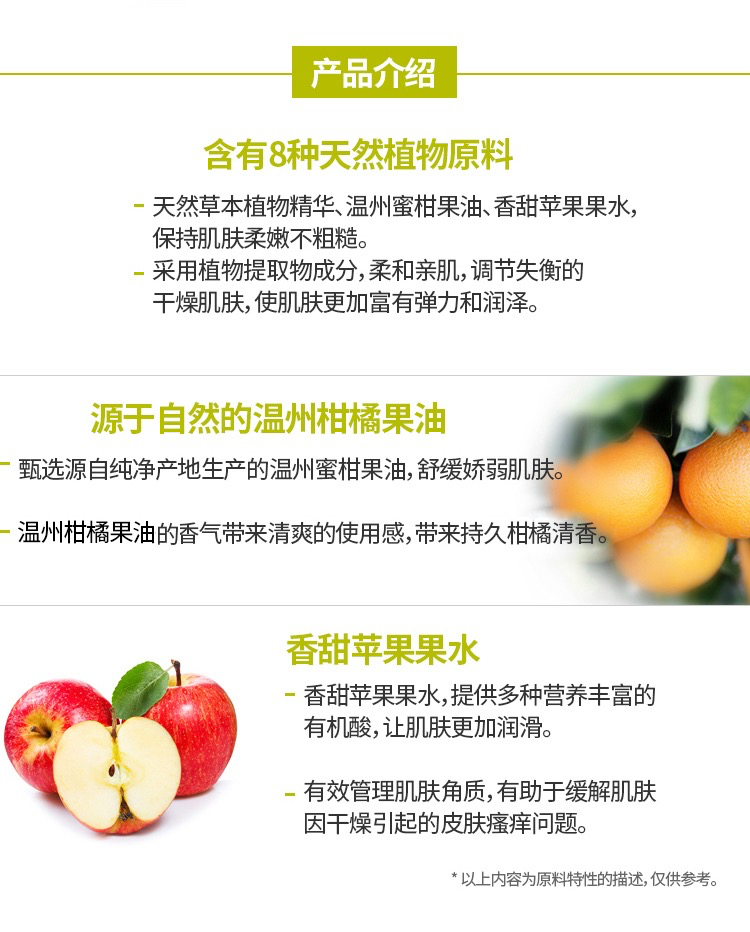 产品介绍
含有8种天然植物原料
- 天然草本植物精华、温州蜜柑果油、香甜苹果果水,
保持肌肤柔嫩不粗糙。
- 采用植物提取物成分, 柔和亲肌, 调节失衡的
干燥肌肤, 使肌肤更加富有弹力和润泽。
源于自然的温州柑橘果油
- 甄选源自纯净产地生产的温州蜜柑果油, 舒缓娇弱肌肤。
- 温州柑橘果油的香气带来清爽的使用感, 带来持久柑橘清香。
香甜苹果果水
- 香甜苹果果水, 提供多种营养丰富的
有机酸, 让肌肤更加润滑。
- 有效管理肌肤角质, 有助于缓解肌肤
因干燥引起的皮肤瘙痒问题。
* 以上内容为原料特性的描述, 仅供参考。